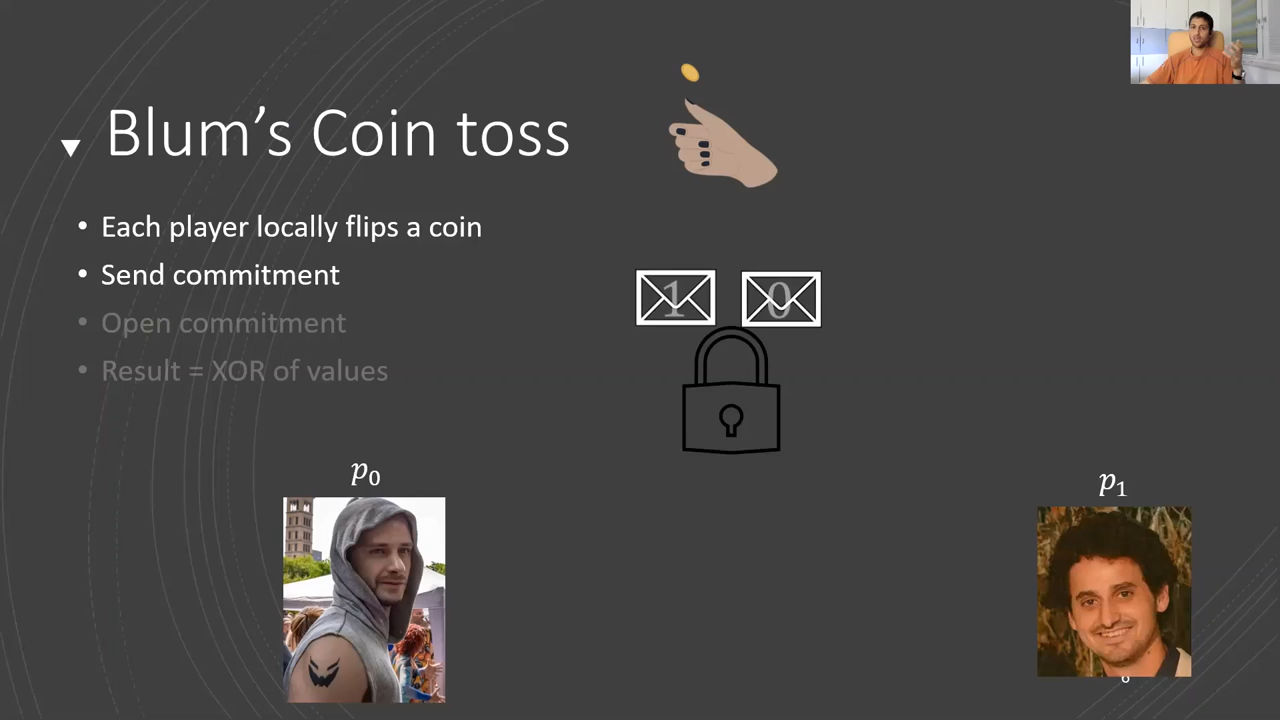 Blum's Coin toss
• Each player locally flips a coin
• Send commitment
• Open commitment
• Result = XOR of values
1 0
p₀
p₁
6